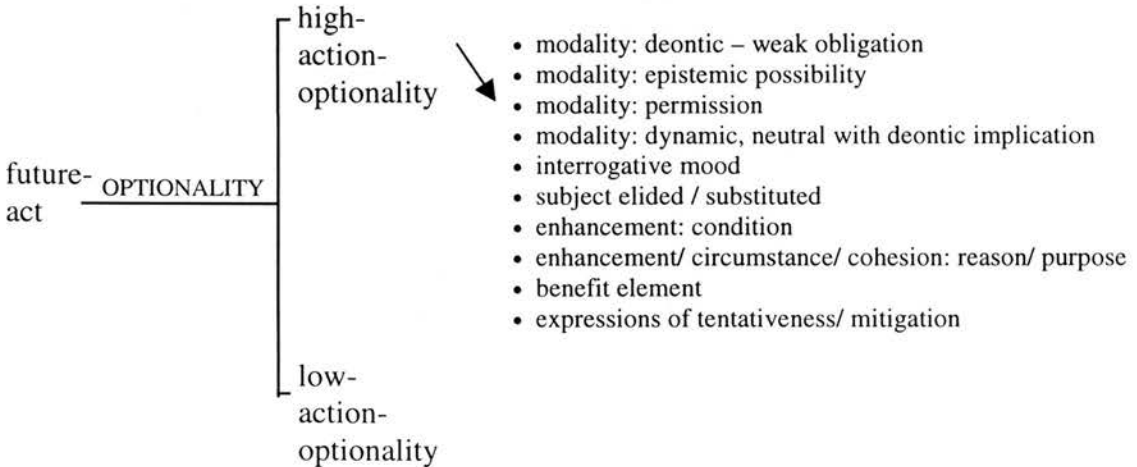 high-
action-
optionality
• modality: deontic – weak obligation
• modality: epistemic possibility
• modality: permission
• modality: dynamic, neutral with deontic implication
• interrogative mood
• subject elided / substituted
• enhancement: condition
• enhancement/ circumstance/ cohesion: reason/ purpose
• benefit element
• expressions of tentativeness/ mitigation
future-
act
OPTIONALITY
low-
action-
optionality